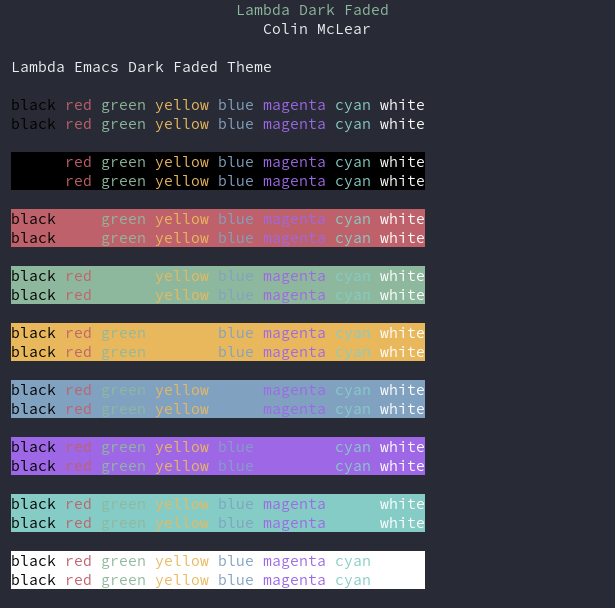 Lambda Dark Faded
Colin McLear
Lambda Emacs Dark Faded Theme
black red green yellow blue magenta cyan white
black red green yellow blue magenta cyan white
red green yellow blue magenta cyan white
red green yellow blue magenta cyan white
black green yellow blue magenta cyan white
black green yellow blue magenta cyan white
black red yellow blue magenta cyan white
black red yellow blue magenta cyan white
black red green blue magenta cyan white
black red green blue magenta cyan white
black red green yellow magenta cyan white
black red green yellow magenta cyan white
black red green yellow blue cyan white
black red green yellow blue cyan white
black red green yellow blue magenta white
black red green yellow blue magenta white
black red green yellow blue magenta cyan
black red green yellow blue magenta cyan